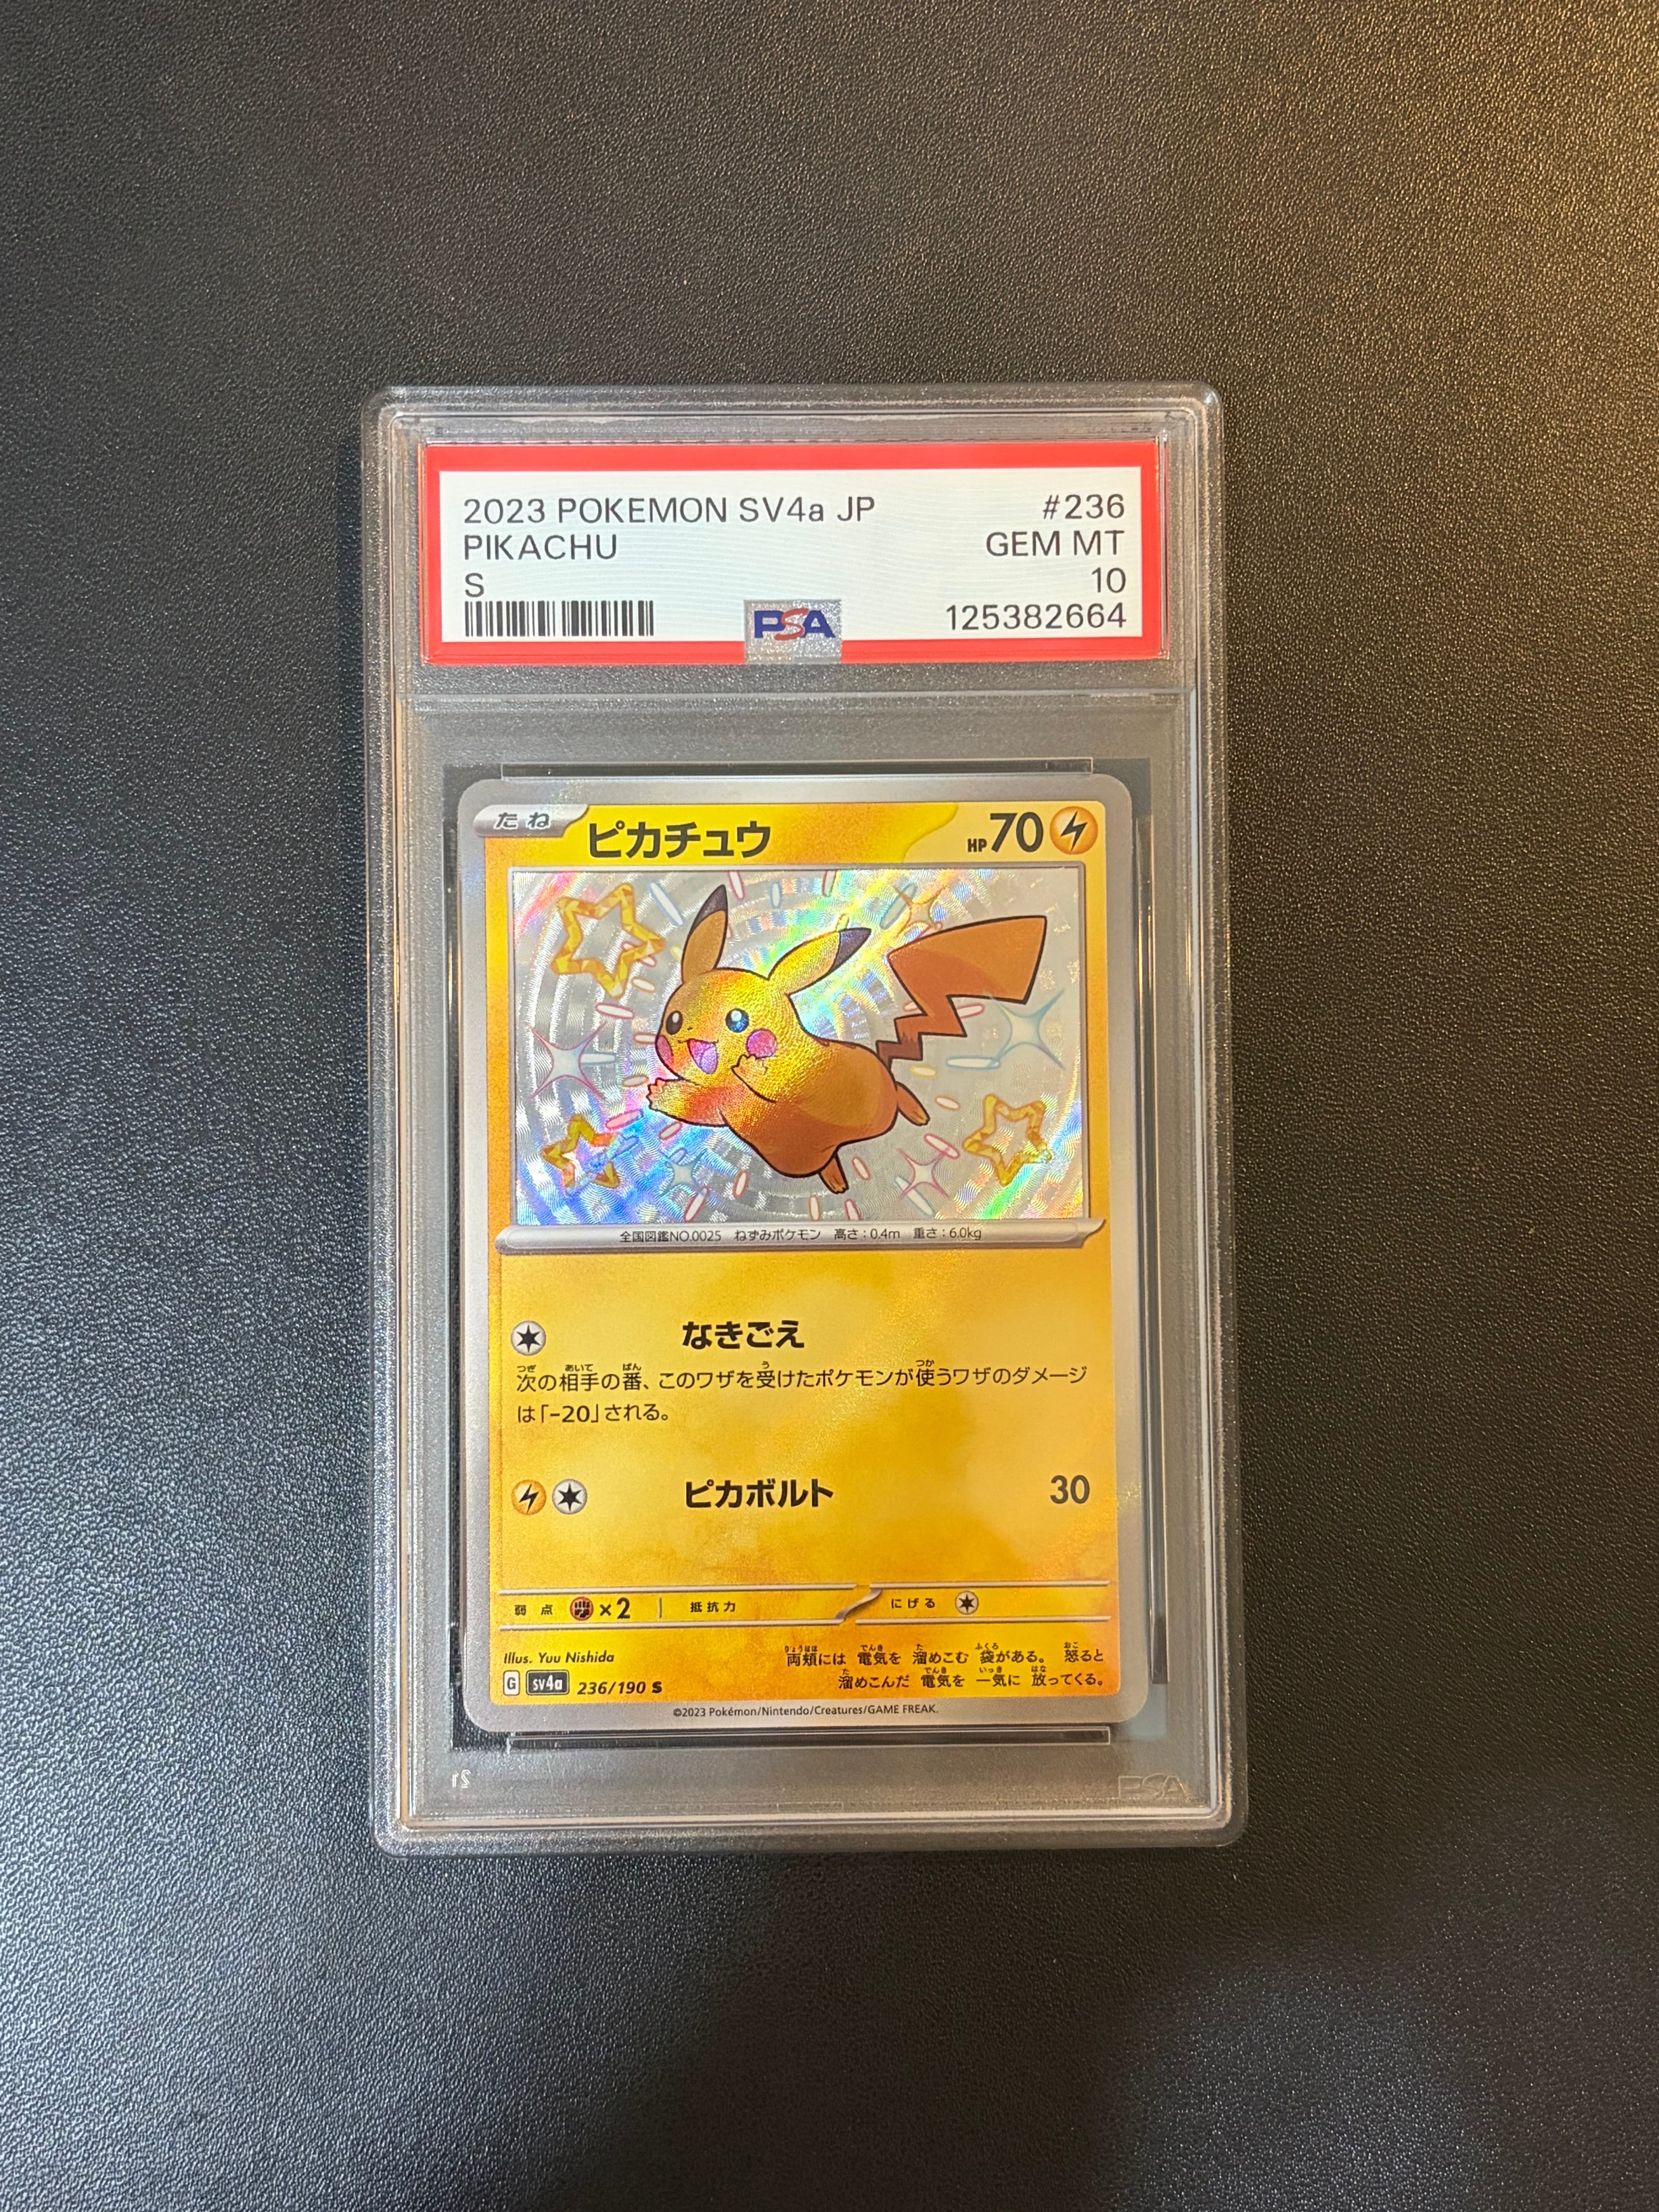 2023 POKEMON SV4a JP #236
PIKACHU GEM MT
S 10
PSA 125382664
たね ピカチュウ HP70
全国図鑑NO.0025 ねずみポケモン 高さ:0.4m 重さ:6.0kg
なきごえ
次の相手の番、このワザを受けたポケモンが使うワザのダメージ
は「-20」される。
ピカボルト 30
弱点 ×2 抵抗力 にげる
Illus. Yuu Nishida
両頬には 電気を 溜めこむ 袋がある。 怒ると
溜めこんだ 電気を 一気に 放ってくる。
G sv4a 236/190 S
©2023 Pokémon/Nintendo/Creatures/GAME FREAK.
PSA